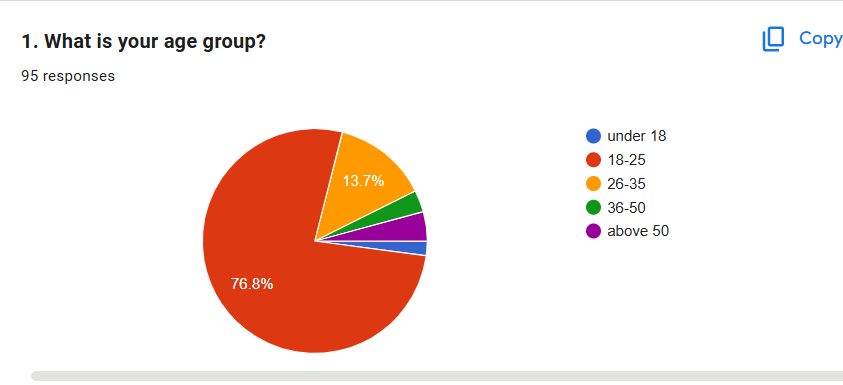 1. What is your age group?
Copy
95 responses
13.7%
76.8%
under 18
18-25
26-35
36-50
above 50